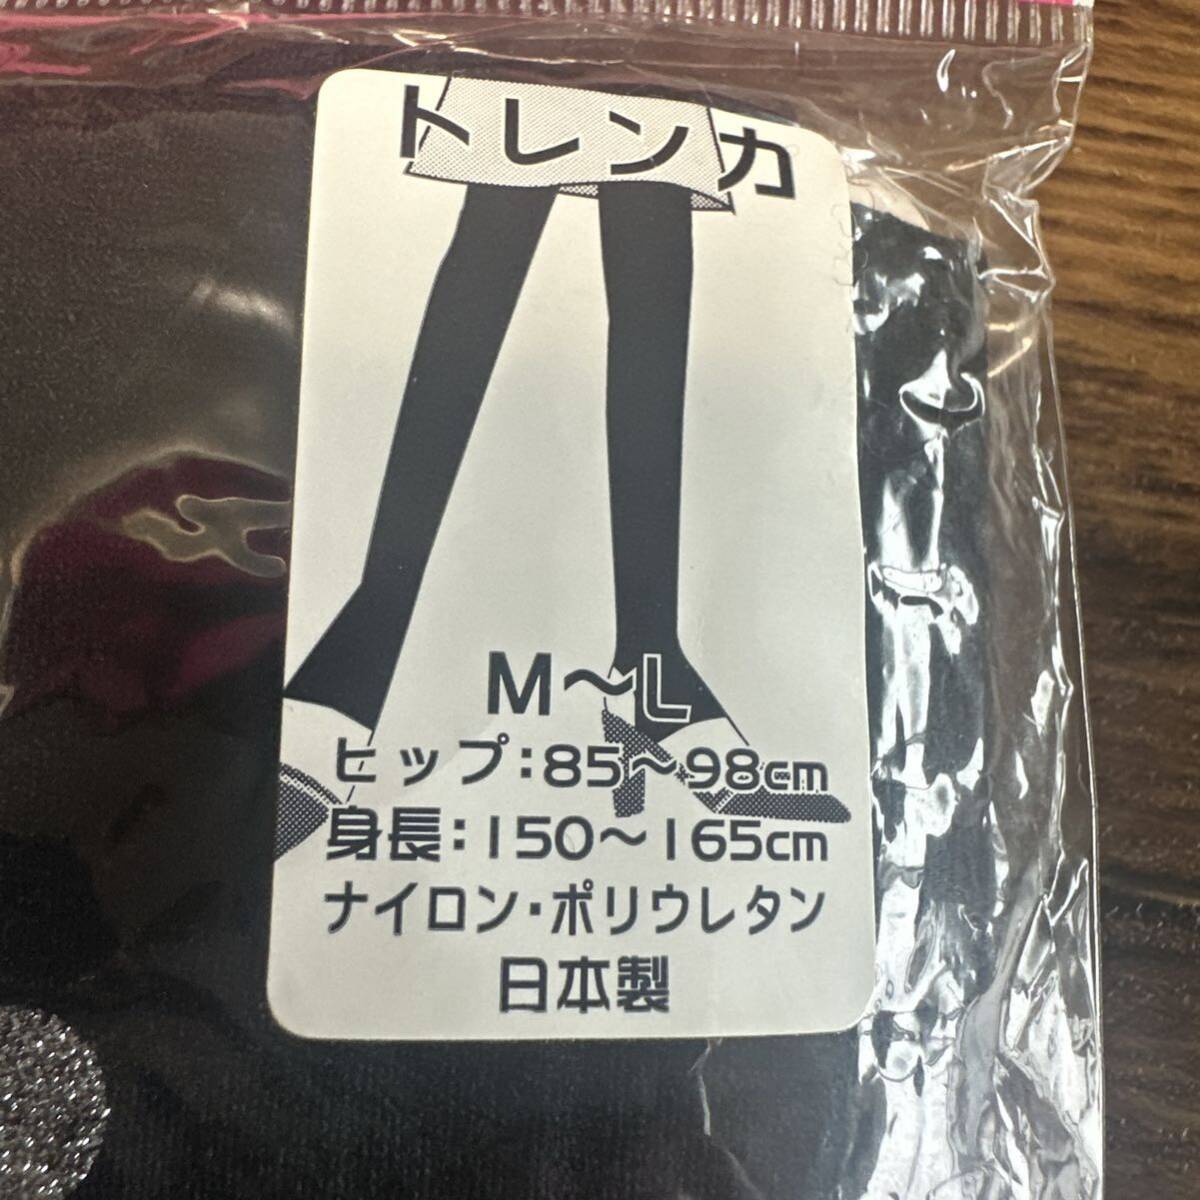 トレンカ
M～L
ヒップ:85～98cm
身長:150～165cm
ナイロン・ポリウレタン
日本製